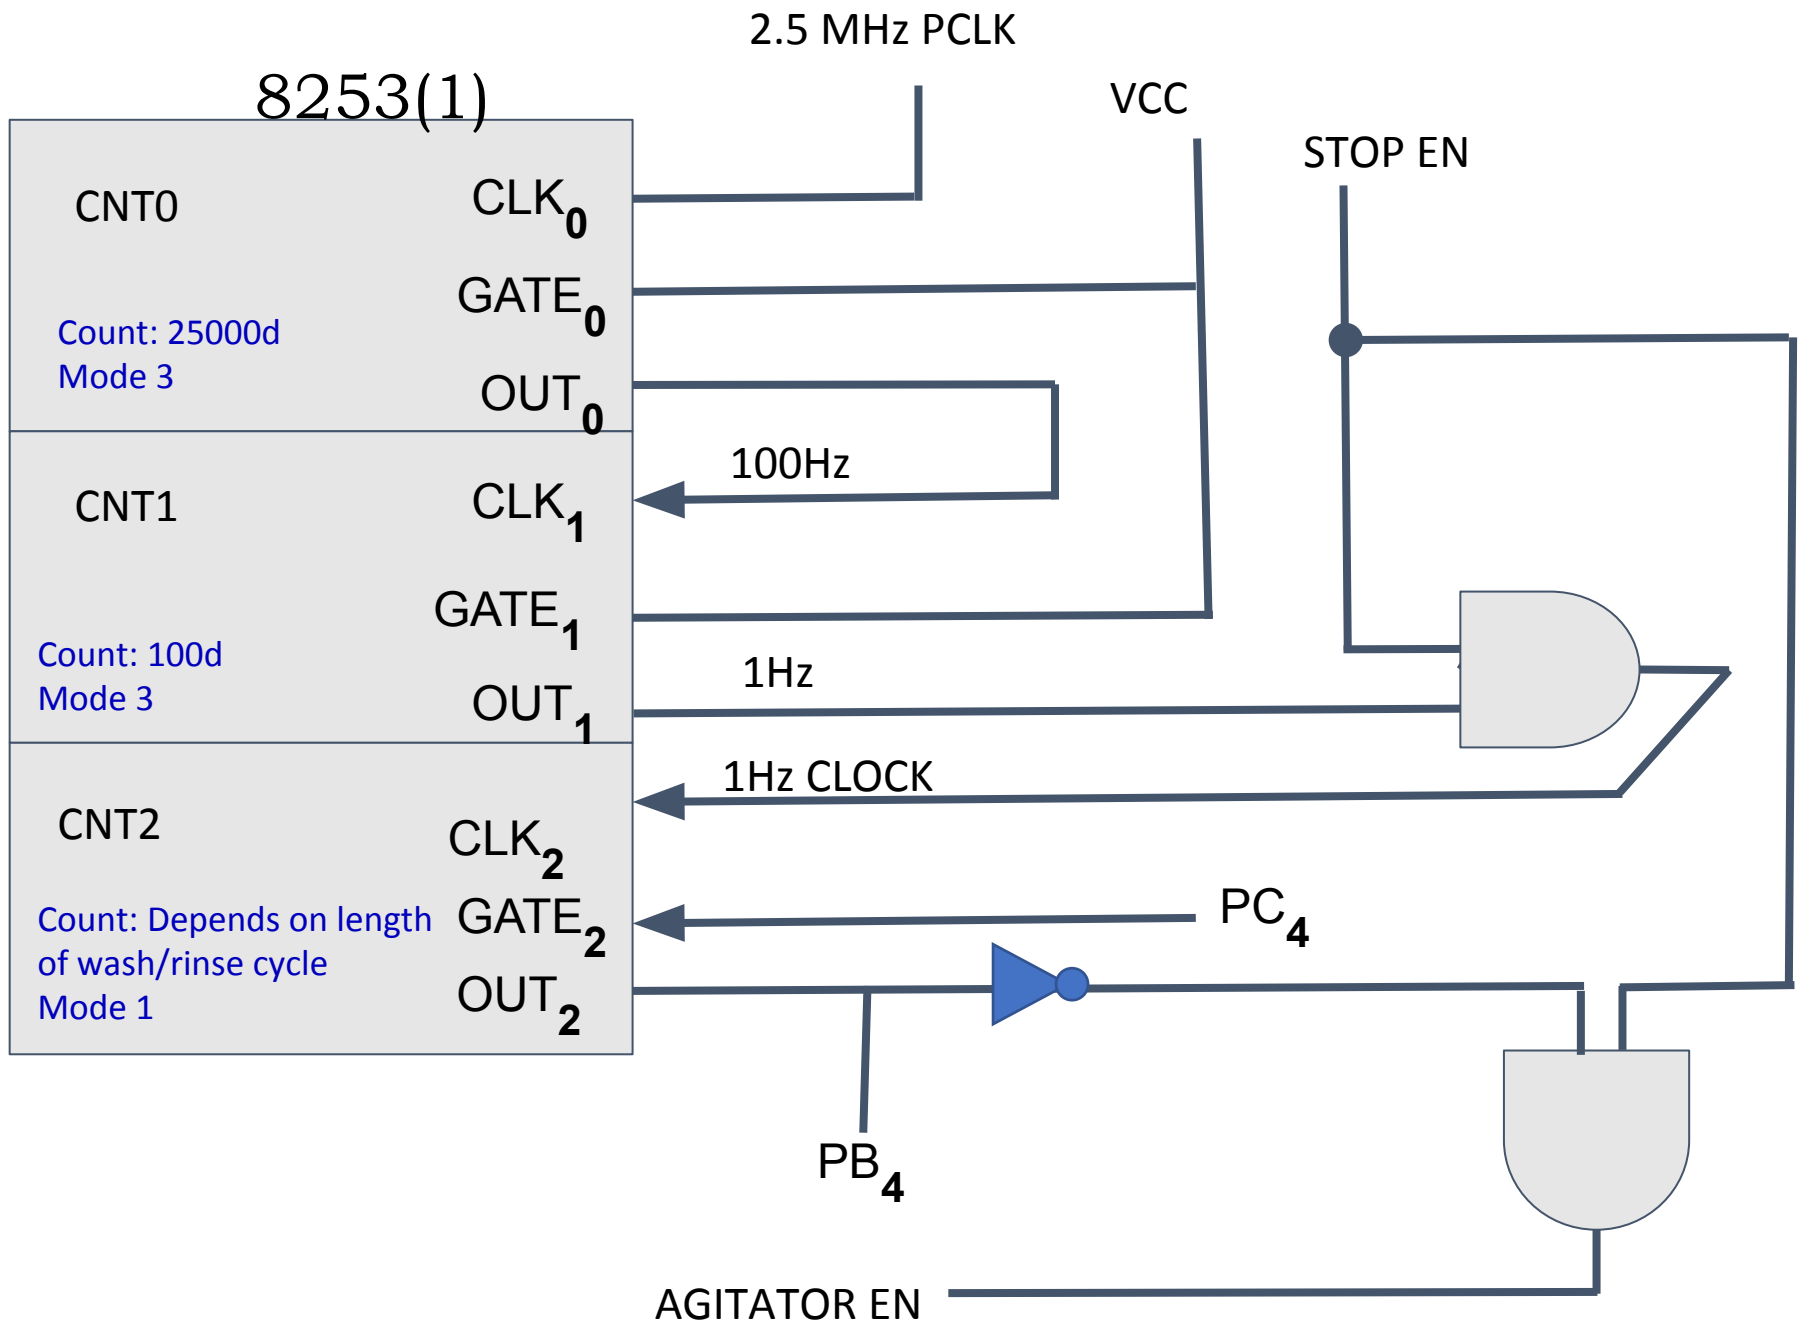 2.5 MHz PCLK
8253(1)
VCC
STOP EN
CNT0
CLK0
GATE0
Count: 25000d
Mode 3
OUT0
100Hz
CNT1
CLK1
GATE1
Count: 100d
Mode 3
1Hz
OUT1
1Hz CLOCK
CNT2
CLK2
Count: Depends on length
of wash/rinse cycle
Mode 1
GATE2
PC4
OUT2
PB4
AGITATOR EN